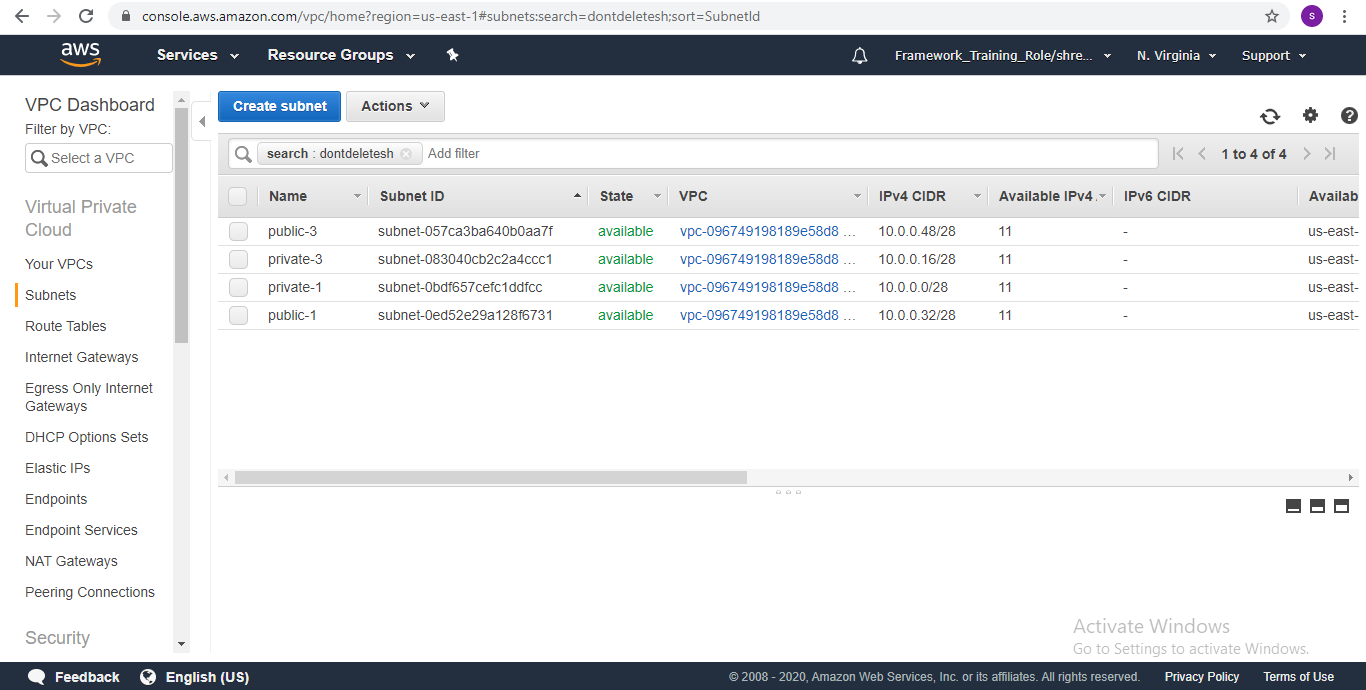 console.aws.amazon.com/vpc/home?region=us-east-1#subnets:search=dontdeletesh;sort=SubnetId
S
aws Services Resource Groups Framework_Training_Role/shre... N. Virginia Support
VPC Dashboard
Filter by VPC:
Select a VPC
Virtual Private
Cloud
Your VPCs
Subnets
Route Tables
Internet Gateways
Egress Only Internet
Gateways
DHCP Options Sets
Elastic IPs
Endpoints
Endpoint Services
NAT Gateways
Peering Connections
Security
Create subnet Actions
search : dontdeletesh Add filter 1 to 4 of 4
Name Subnet ID State VPC IPv4 CIDR Available IPv4 . IPv6 CIDR Availab
public-3 subnet-057ca3ba640b0aa7f available vpc-096749198189e58d8 ... 10.0.0.48/28 11 - us-east-
private-3 subnet-083040cb2c2a4ccc1 available vpc-096749198189e58d8 ... 10.0.0.16/28 11 - us-east-
private-1 subnet-0bdf657cefc1ddfcc available vpc-096749198189e58d8 ... 10.0.0.0/28 11 - us-east-
public-1 subnet-0ed52e29a128f6731 available vpc-096749198189e58d8 ... 10.0.0.32/28 11 - us-east-
Activate Windows
Go to Settings to activate Windows.
Feedback English (US) © 2008 - 2020, Amazon Web Services, Inc. or its affiliates. All rights reserved. Privacy Policy Terms of Use